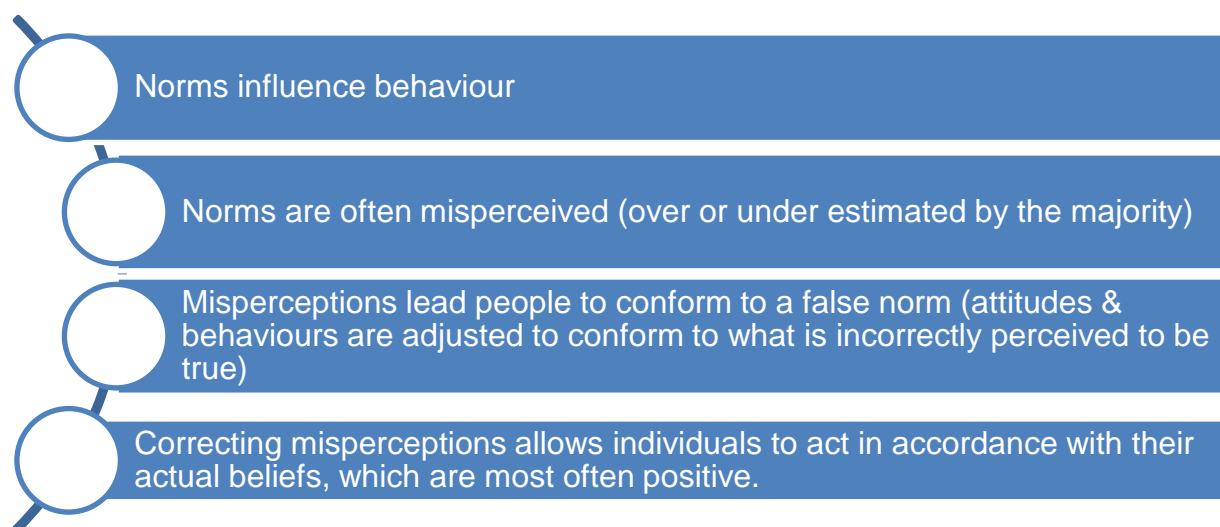 Norms influence behaviour
Norms are often misperceived (over or under estimated by the majority)
Misperceptions lead people to conform to a false norm (attitudes &
behaviours are adjusted to conform to what is incorrectly perceived to be
true)
Correcting misperceptions allows individuals to act in accordance with their
actual beliefs, which are most often positive.